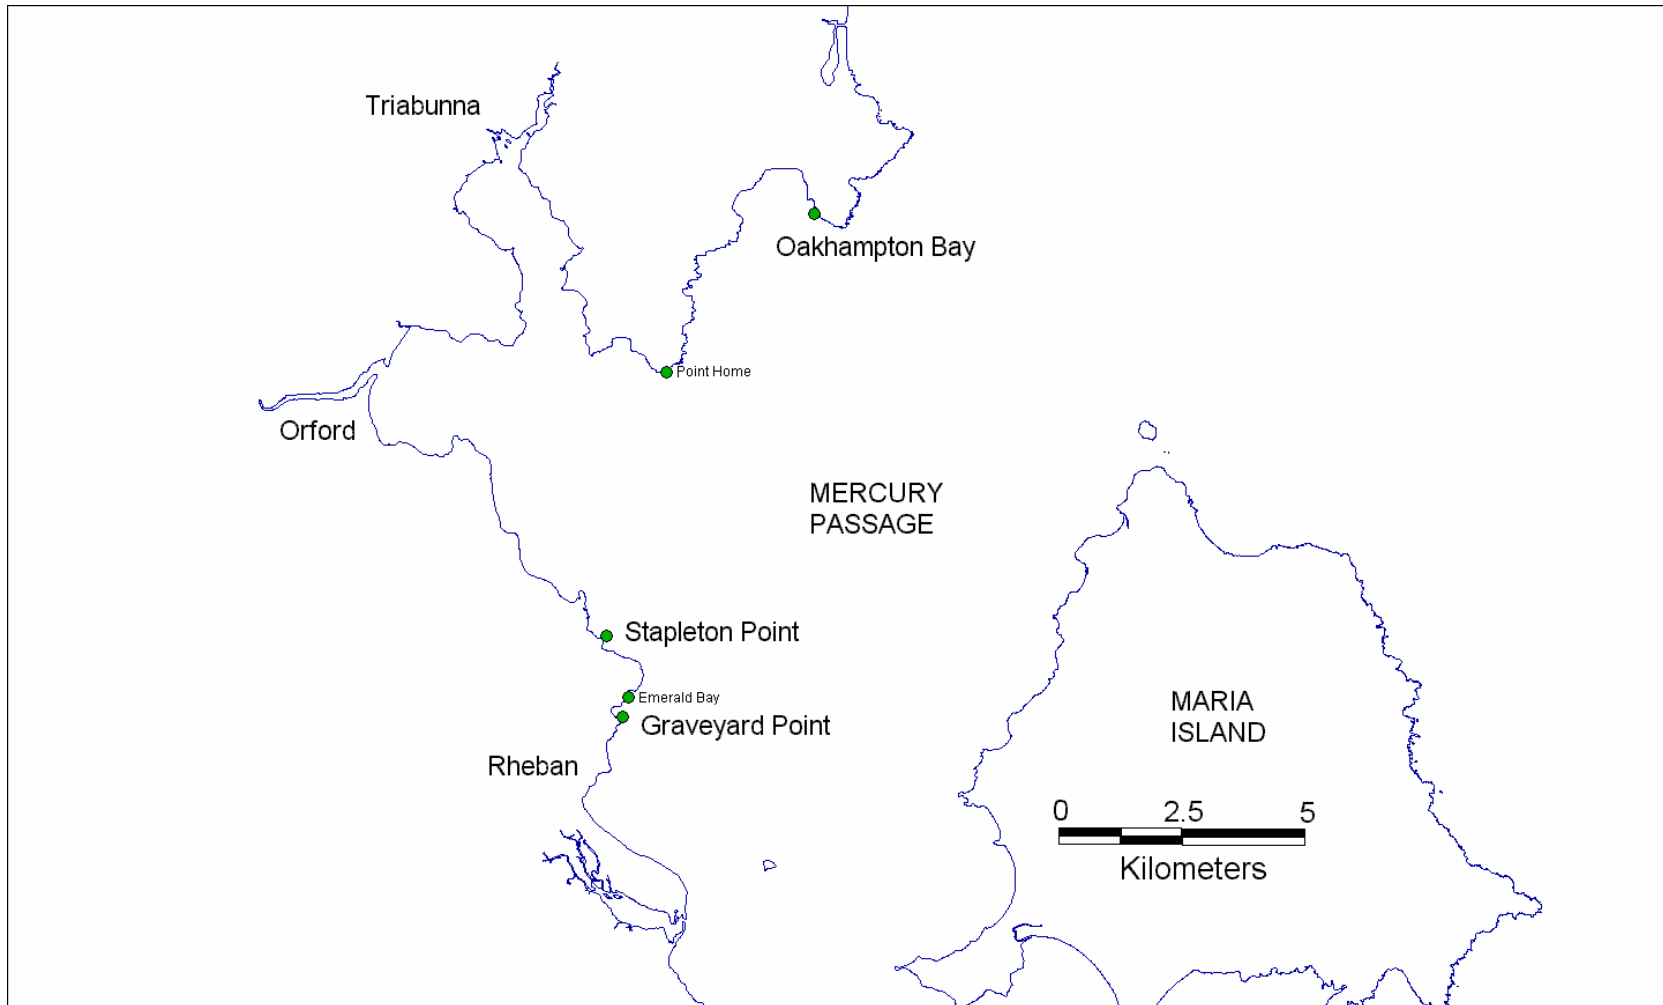 Triabunna
Oakhampton Bay
Point Home
Orford
MERCURY
PASSAGE
Stapleton Point
Emerald Bay
Graveyard Point
MARIA
ISLAND
Rheban
0 2.5 5
Kilometers